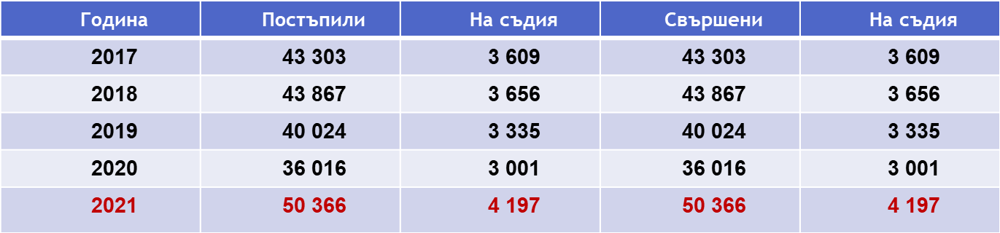 Година Постъпили На съдия Свършени На съдия
2017 43 303 3 609 43 303 3 609
2018 43 867 3 656 43 867 3 656
2019 40 024 3 335 40 024 3 335
2020 36 016 3 001 36 016 3 001
2021 50 366 4 197 50 366 4 197